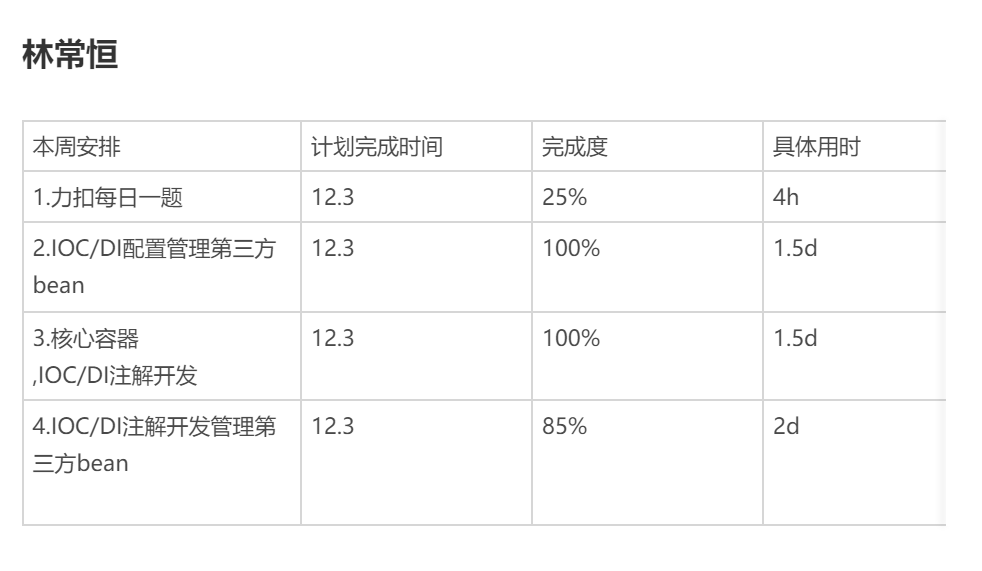 林常恒
本周安排 计划完成时间 完成度 具体用时
1.力扣每日一题 12.3 25% 4h
2.IOC/DI配置管理第三方 12.3 100% 1.5d
bean
3.核心容器 12.3 100% 1.5d
,IOC/DI注解开发
4.IOC/DI注解开发管理第 12.3 85% 2d
三方bean